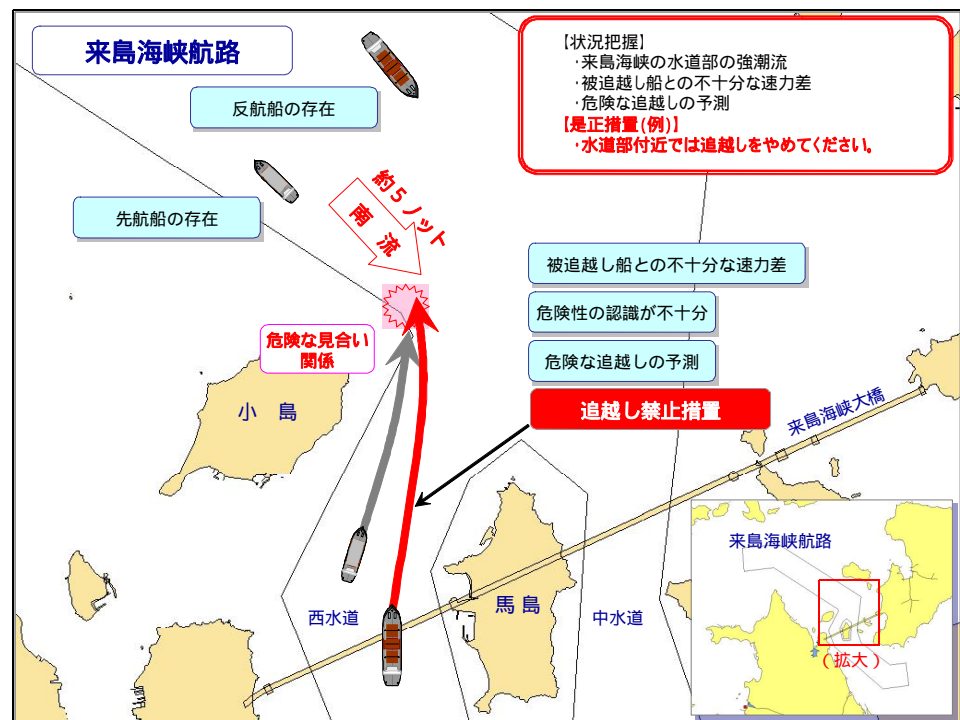 来島海峡航路
【状況把握】
・来島海峡の水道部の強潮流
・被追越し船との不十分な速力差
・危険な追越しの予測
【是正措置(例)】
・水道部付近では追越しをやめてください。
反航船の存在
先航船の存在
約5ノット
南流
被追越し船との不十分な速力差
危険性の認識が不十分
危険な追越しの予測
追越し禁止措置
危険な見合い
関係
小島
来島海峡大橋
西水道
馬島
中水道
来島海峡航路
(拡大)